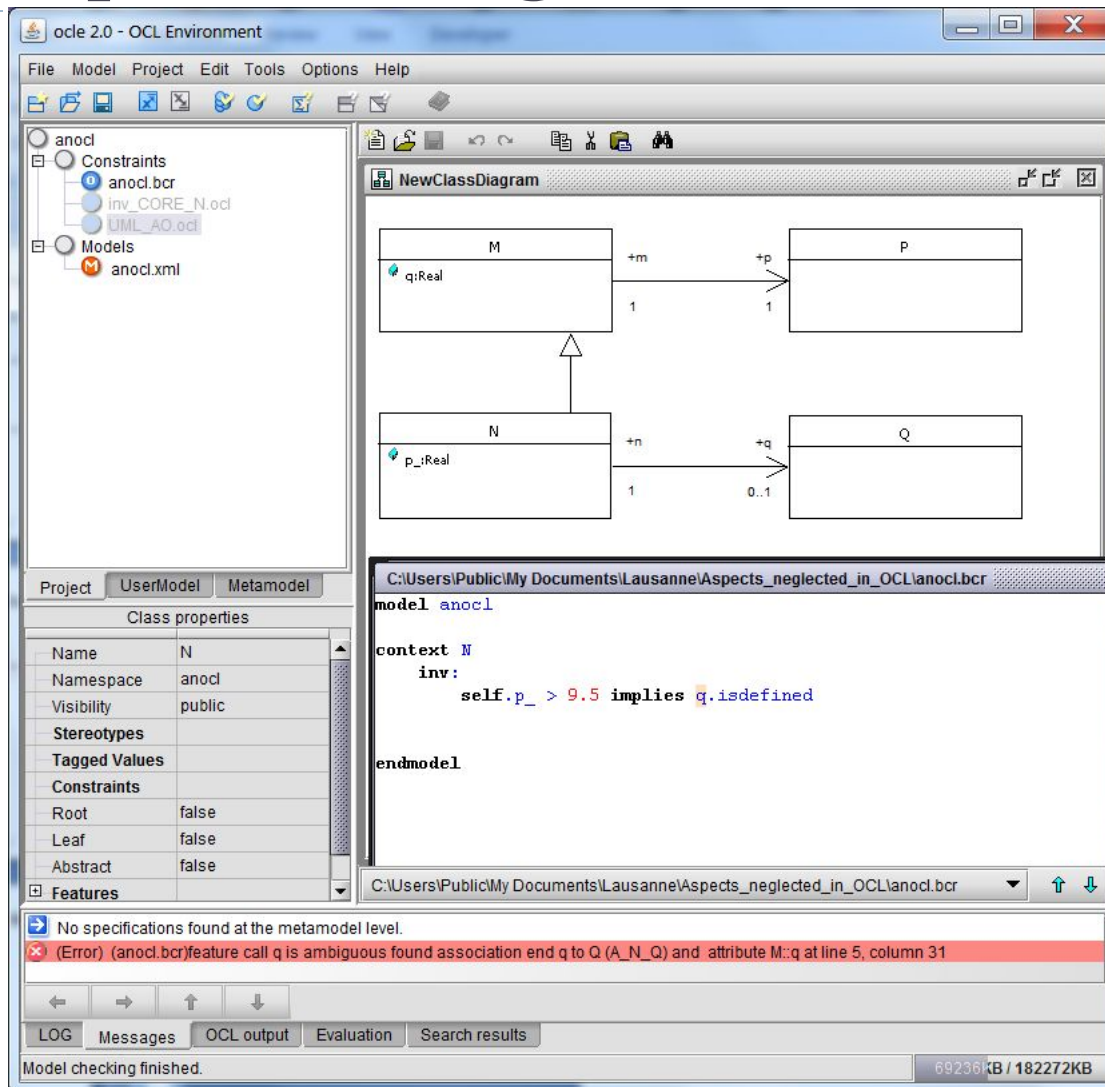 ocle 2.0 - OCL Environment
File Model Project Edit Tools Options Help
anocl
Constraints
anocl.bcr
inv_CORE_N.ocl
UML_AO.ocl
Models
anocl.xml
NewClassDiagram
M
q:Real
+m
+p
1
1
P
N
p_:Real
+n
+q
1
0..1
Q
Project UserModel Metamodel
Class properties
Name N
Namespace anocl
Visibility public
Stereotypes
Tagged Values
Constraints
Root false
Leaf false
Abstract false
Features
C:\Users\Public\My Documents\Lausanne\Aspects_neglected_in_OCL\anocl.bcr
model anocl
context N
inv:
self.p_ > 9.5 implies q.isdefined
endmodel
C:\Users\Public\My Documents\Lausanne\Aspects_neglected_in_OCL\anocl.bcr
No specifications found at the metamodel level.
(Error) (anocl.bcr)feature call q is ambiguous found association end q to Q (A_N_Q) and attribute M::q at line 5, column 31
LOG Messages OCL output Evaluation Search results
Model checking finished.
69236KB / 182272KB